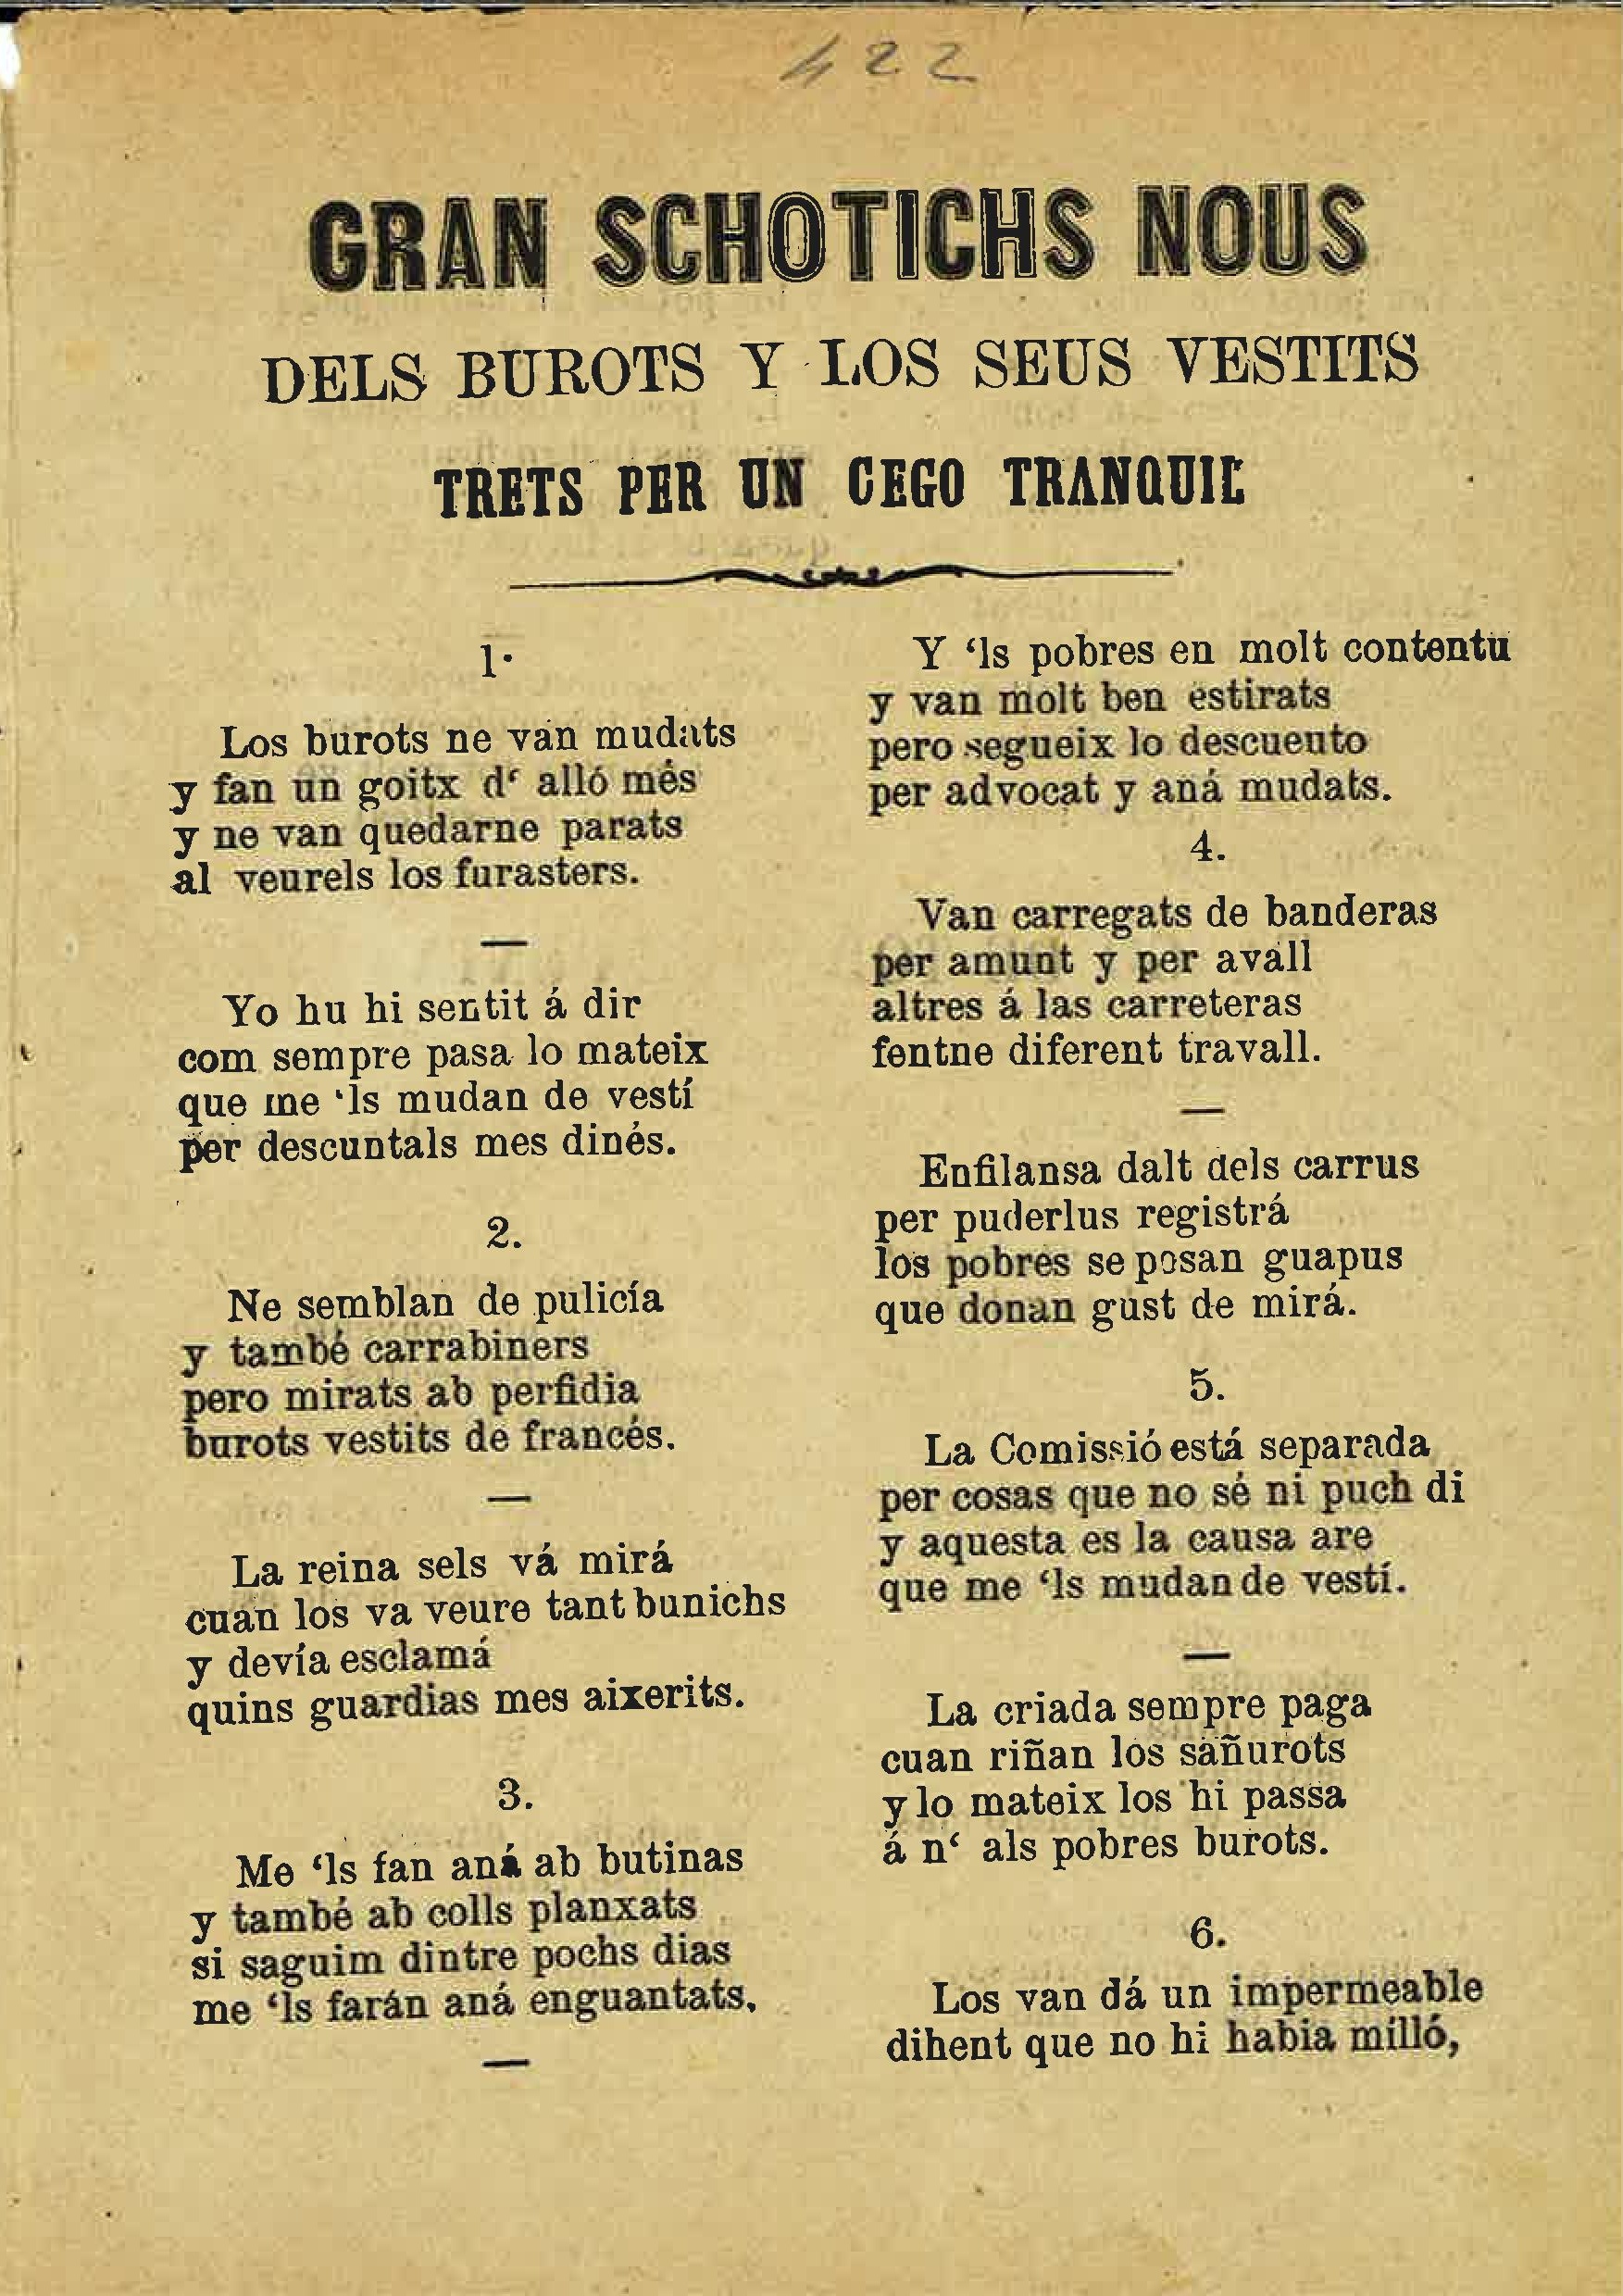 422
GRAN SCHOTICHS NOUS
DELS BUROTS Y LOS SEUS VESTITS
TRETS PER UN CEGO TRANQUIL
1.
Los burots ne van mudats
y fan un goitx d‘ alló més
y ne van quedarne parats
al veurels los furasters.
—
Yo hu hi sentit á dir
com sempre pasa lo mateix
que me ‘ls mudan de vestí
per descuntals mes dinés.
2.
Ne semblan de pulicía
y també carrabiners
pero mirats ab perfidia
burots vestits de francés.
—
La reina sels vá mirá
cuan los va veure tant bunichs
y devía esclamá
quins guardias mes aixerits.
3.
Me ‘ls fan aná ab butinas
y també ab colls planxats
si saguim dintre pochs dias
me ‘ls farán aná enguantats.
—
Y ‘ls pobres en molt contentu
y van molt ben estirats
pero segueix lo descuento
per advocat y aná mudats.
4.
Van carregats de banderas
per amunt y per avall
altres á las carreteras
fentne diferent travall.
—
Enfilansa dalt dels carrus
per puderlus registrá
los pobres se posan guapus
que donan gust de mirá.
5.
La Comissió está separada
per cosas que no sé ni puch di
y aquesta es la causa are
que me ‘ls mudan de vestí.
—
La criada sempre paga
cuan riñan los sañurots
y lo mateix los hi passa
á n‘ als pobres burots.
6.
Los van dá un impermeable
dihent que no hi habia milló,